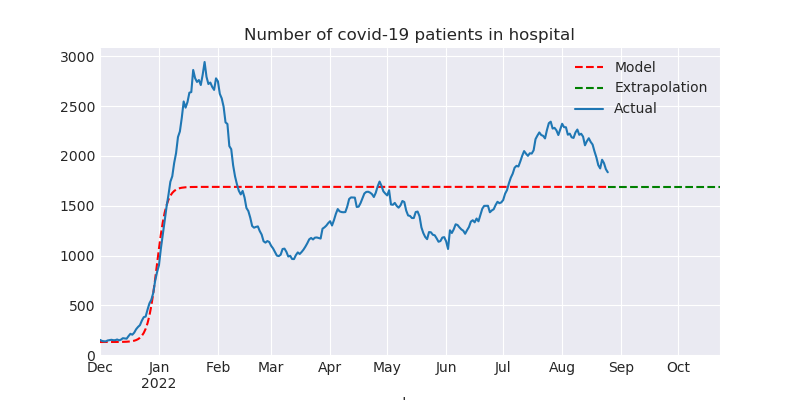 Number of covid-19 patients in hospital
3000
2500
2000
1500
1000
500
0
Model
Extrapolation
Actual
Dec Jan Feb Mar Apr May Jun Jul Aug Sep Oct
2022